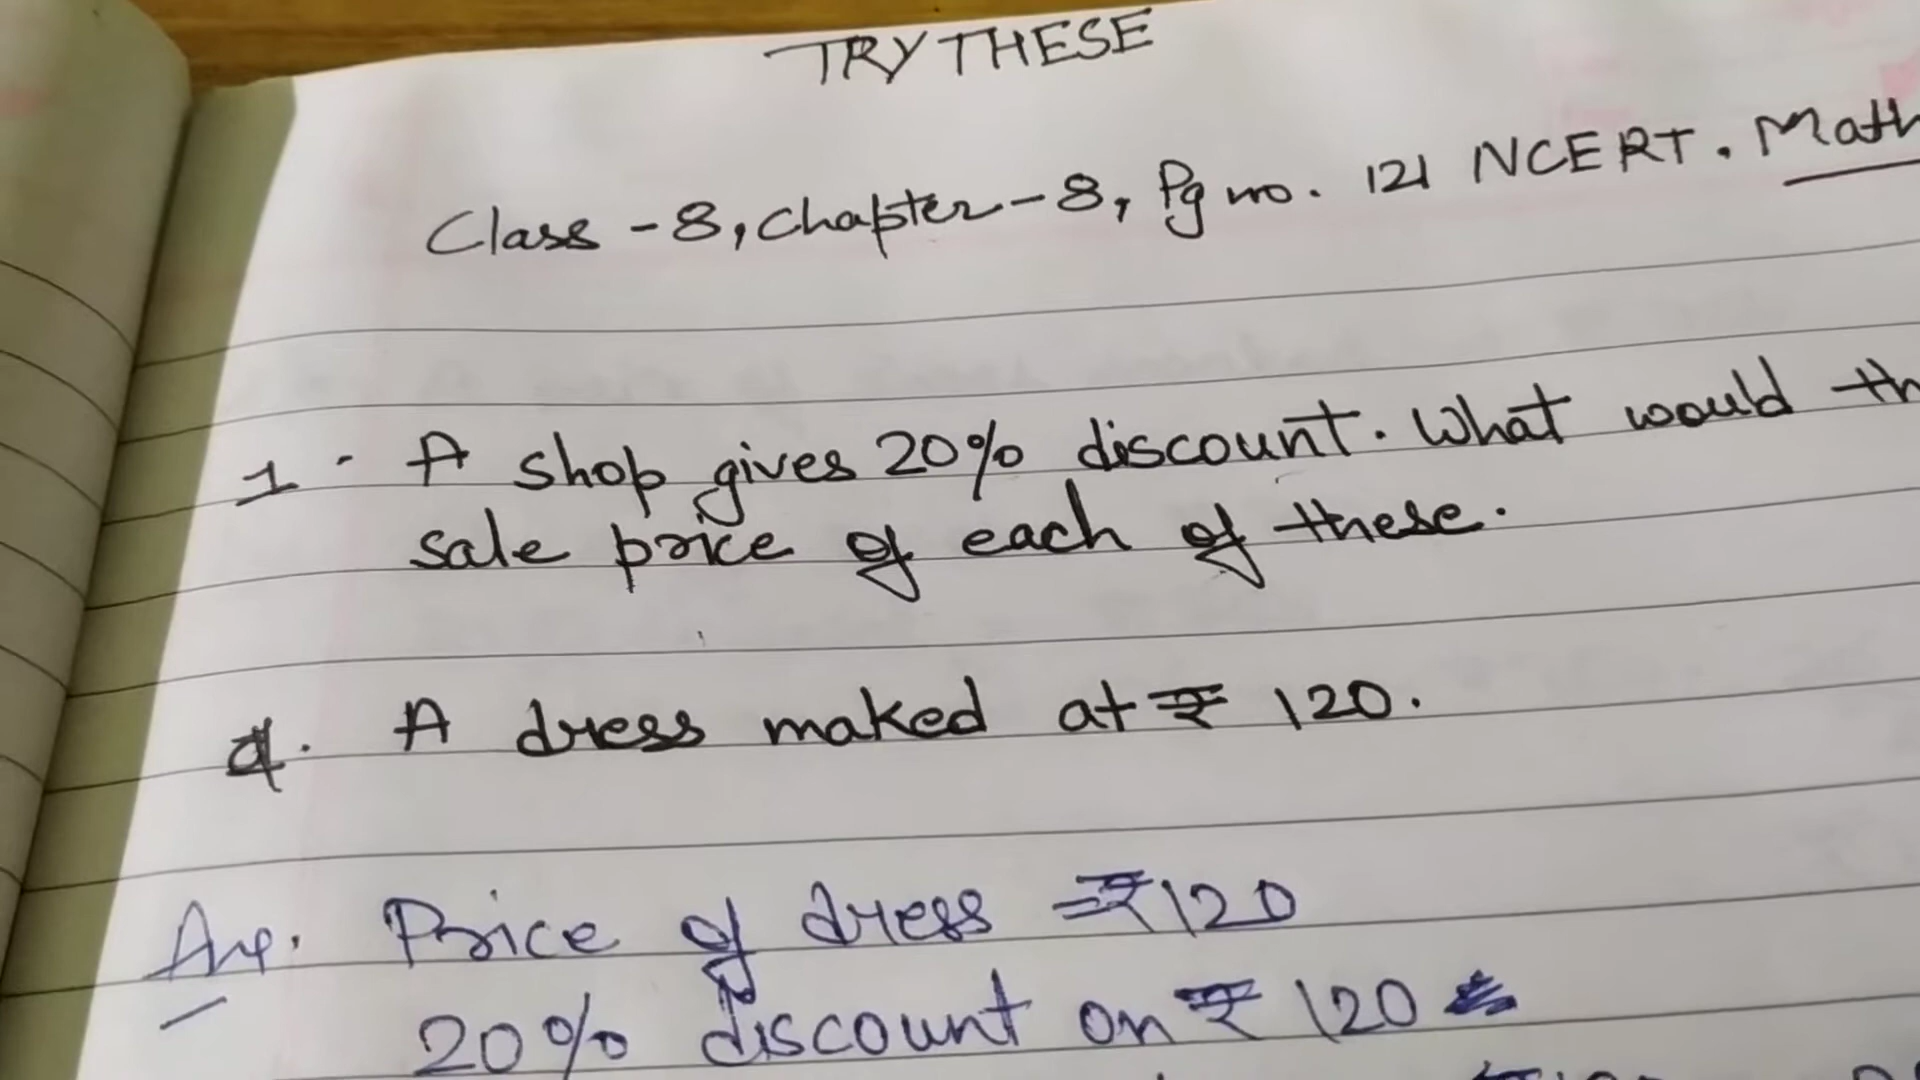 TRY THESE
Class - 8, Chapter - 8, Pg no. 121 NCERT. Math
1. A shop gives 20% discount. What would th
sale price of each of these.
a. A dress maked at ₹ 120.
Ans. Price of dress = ₹120
20% discount on ₹ 120